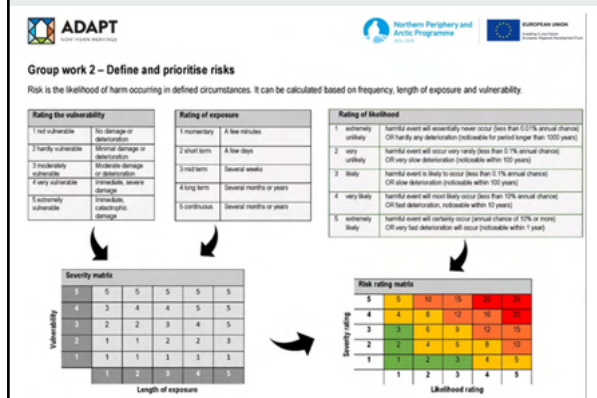 ADAPT
NORTHERN HERITAGE
Northern Periphery and
Arctic Programme
EUROPEAN UNION
Group work 2 – Define and prioritise risks
Risk is the likelihood of harm occurring in defined circumstances. It can be calculated based on frequency, length of exposure and vulnerability.
Rating the vulnerability
1 not vulnerable No damage or deterioration
2 hardly vulnerable Minimal damage or deterioration
3 moderately vulnerable Moderate damage or deterioration
4 very vulnerable Immediate, severe damage
5 extremely vulnerable Immediate, catastrophic damage
Rating of exposure
1 momentary A few minutes
2 short term A few days
3 mid term Several weeks
4 long term Several months or years
5 continuous Several months or years
Rating of likelihood
1 extremely unlikely harmful event will essentially never occur (less than 0.01% annual chance)
OR hardly any deterioration (noticeable for period longer than 1000 years)
2 very unlikely harmful event will occur very rarely (less than 0.1% annual chance)
OR very slow deterioration (noticeable within 100 years)
3 likely harmful event is likely to occur (less than 0.1% annual chance)
OR slow deterioration (noticeable within 100 years)
4 very likely harmful event will most likely occur (less than 10% annual chance)
OR fast deterioration, noticeable within 10 years)
5 extremely likely harmful event will certainly occur (annual chance of 10% or more)
OR very fast deterioration will occur (noticeable within 1 year)
Severity matrix
Vulnerability
5 5 5 5 5 5
4 3 4 4 5 5
3 2 2 3 4 5
2 1 1 2 2 3
1 1 1 1 1 1
1 2 3 4 5
Length of exposure
Risk rating matrix
Severity rating
5 5 10 15 20 25
4 4 8 12 16 20
3 3 6 9 12 15
2 2 4 6 8 10
1 1 2 3 4 5
1 2 3 4 5
Likelihood rating